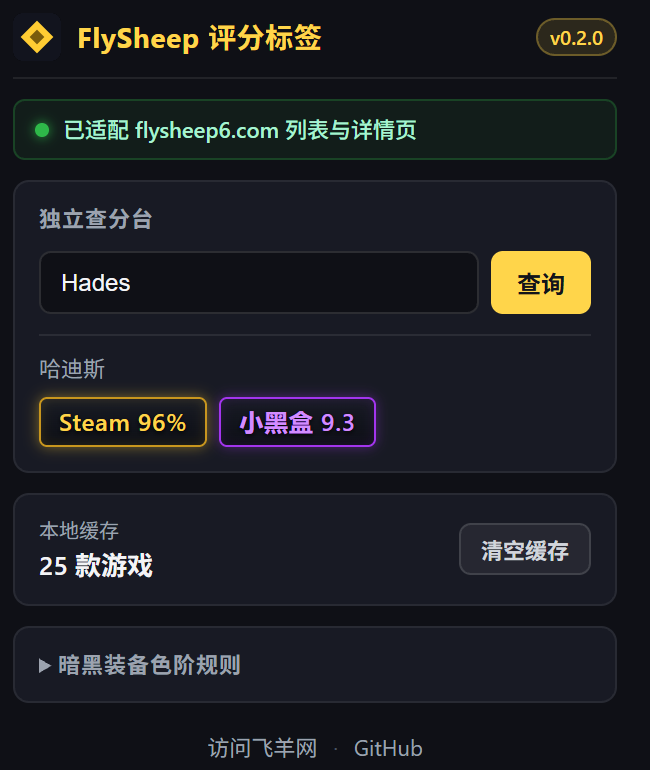 FlySheep 评分标签
v0.2.0
已适配 flysheep6.com 列表与详情页
独立查分台
Hades
查询
哈迪斯
Steam 96%
小黑盒 9.3
本地缓存
25 款游戏
清空缓存
暗黑装备色阶规则
访问飞羊网 · GitHub